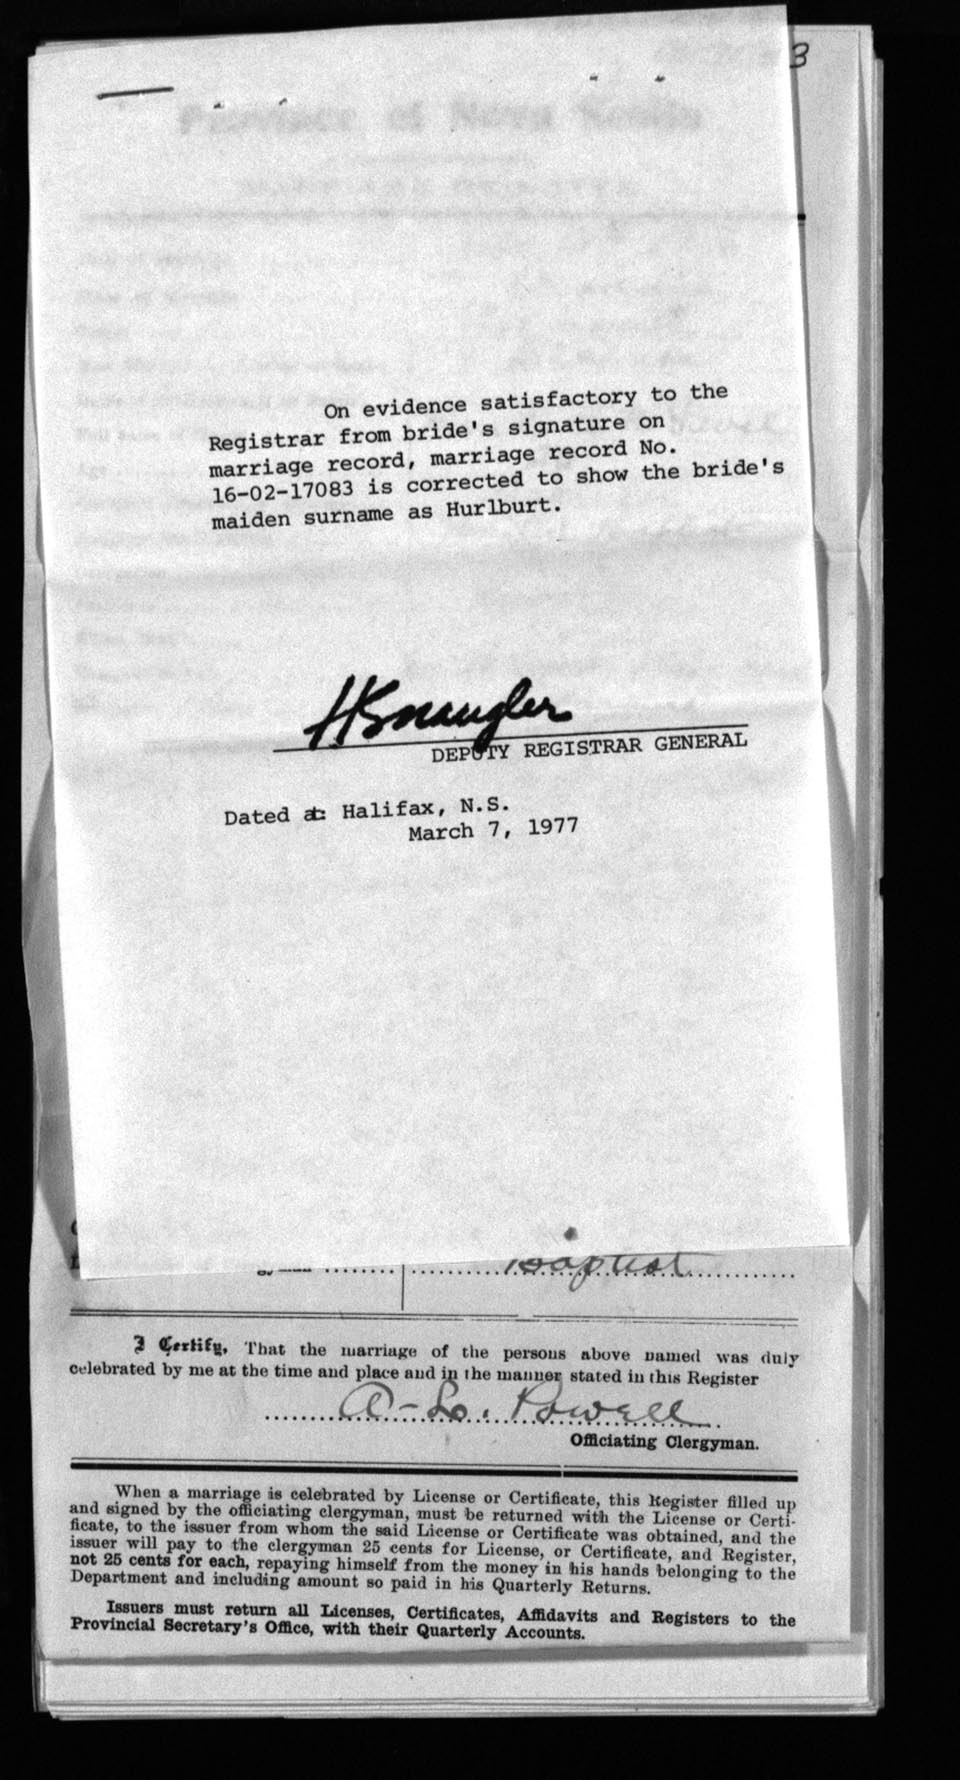 3
Province of Nova Scotia
On evidence satisfactory to the
Registrar from bride's signature on
marriage record, marriage record No.
16-02-17083 is corrected to show the bride's
maiden surname as Hurlburt.
HSnaugler
DEPUTY REGISTRAR GENERAL
Dated at: Halifax, N.S.
March 7, 1977
Baptist
I Certify, That the marriage of the persons above named was duly
celebrated by me at the time and place and in the manner stated in this Register
A-L. Powell
Officiating Clergyman.
When a marriage is celebrated by License or Certificate, this Register filled up
and signed by the officiating clergyman, must be returned with the License or Certi-
ficate, to the issuer from whom the said License or Certificate was obtained, and the
issuer will pay to the clergyman 25 cents for License, or Certificate, and Register,
not 25 cents for each, repaying himself from the money in his hands belonging to the
Department and including amount so paid in his Quarterly Returns.
Issuers must return all Licenses, Certificates, Affidavits and Registers to the
Provincial Secretary's Office, with their Quarterly Accounts.